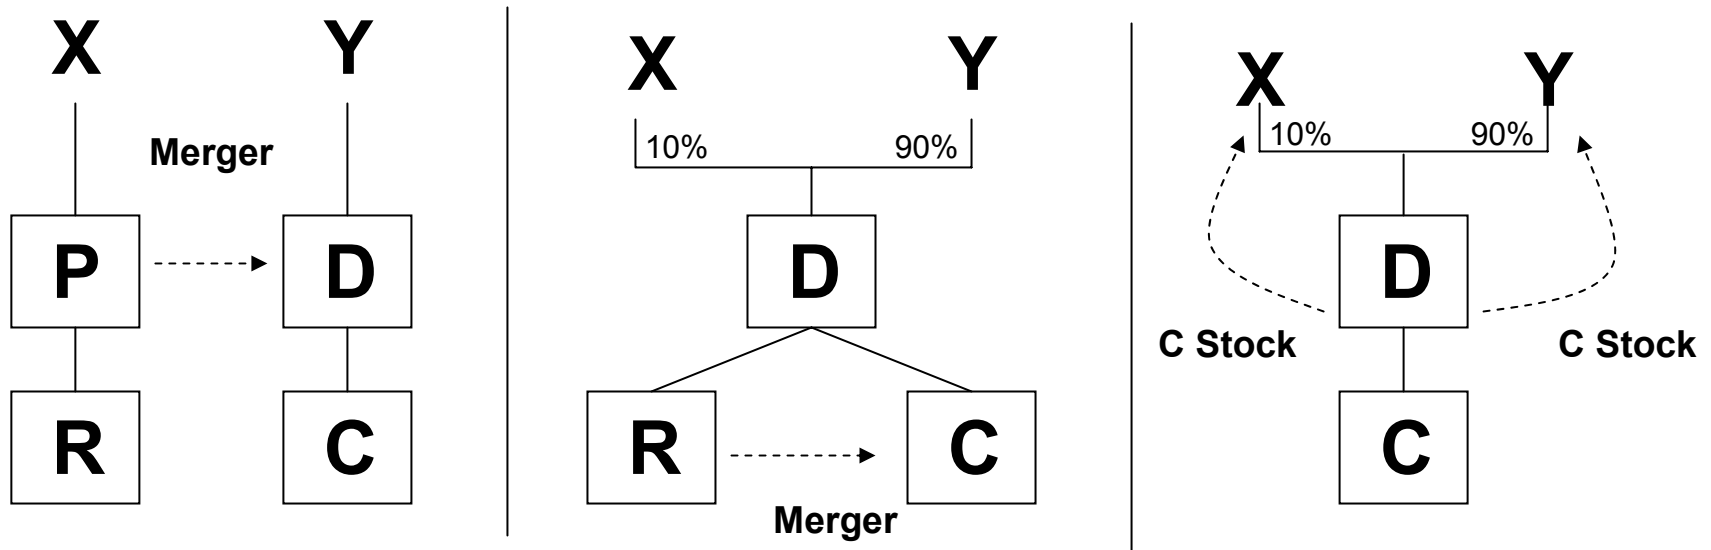 X Y
Merger
P D
R C
X Y
10% 90%
D
R C
Merger
X Y
10% 90%
D
C Stock C Stock
C